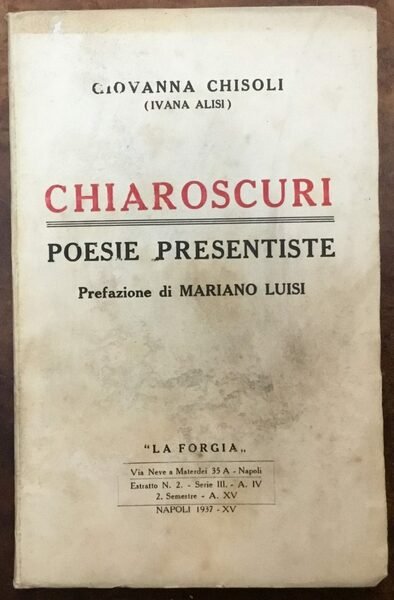 GIOVANNA CHISOLI
(IVANA ALISI)
CHIAROSCURI
POESIE PRESENTISTE
Prefazione di MARIANO LUISI
"LA FORGIA„
Via Neve a Materdei 35 A - Napoli
Estratto N. 2. - Serie III. - A. IV
2. Semestre - A. XV
NAPOLI 1937 - XV